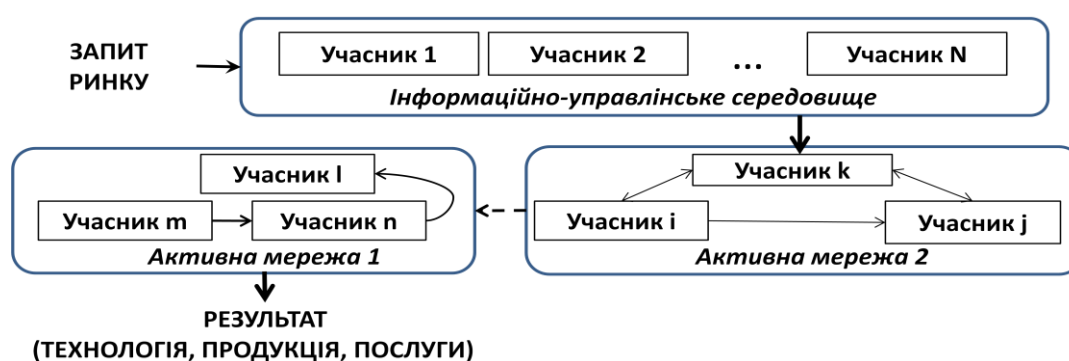 ЗАПИТ
РИНКУ
Учасник 1
Учасник 2
...
Учасник N
Інформаційно-управлінське середовище
Учасник l
Учасник m
Учасник n
Активна мережа 1
Учасник k
Учасник i
Учасник j
Активна мережа 2
РЕЗУЛЬТАТ
(ТЕХНОЛОГІЯ, ПРОДУКЦІЯ, ПОСЛУГИ)